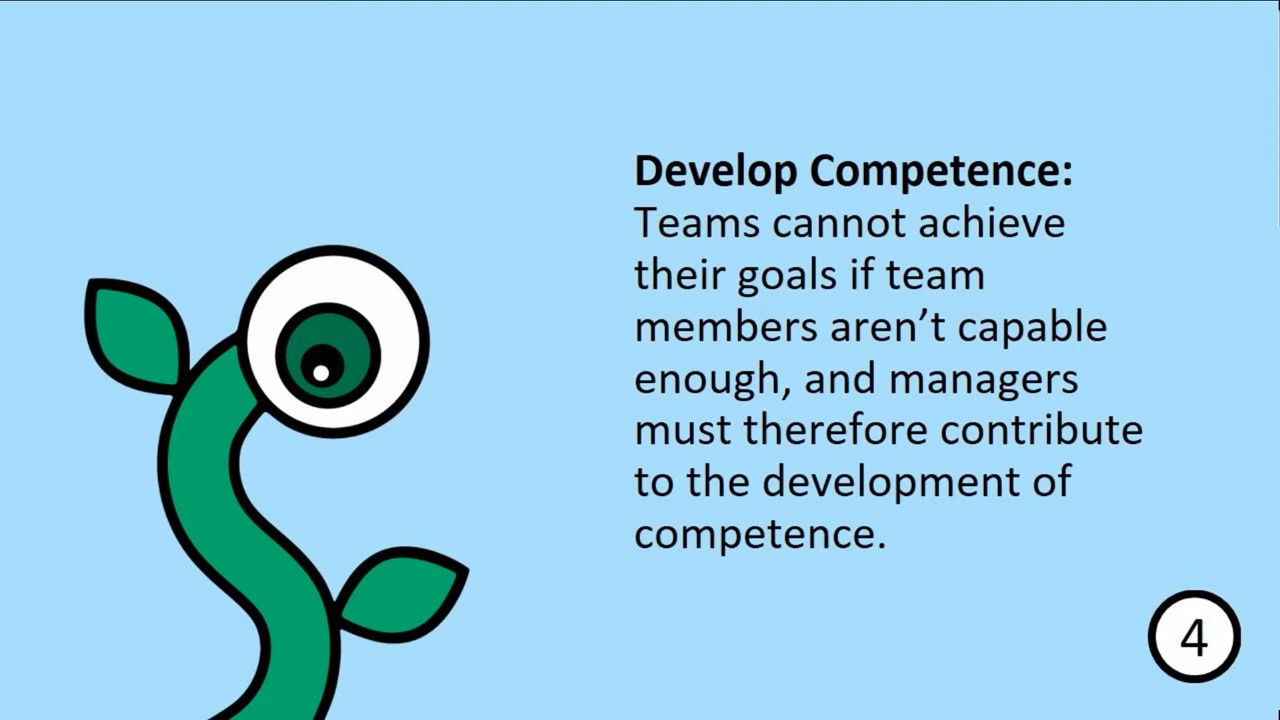 Develop Competence:
Teams cannot achieve
their goals if team
members aren’t capable
enough, and managers
must therefore contribute
to the development of
competence.
4